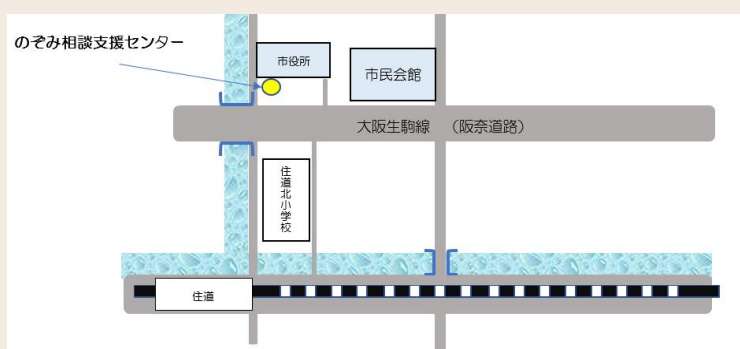 のぞみ相談支援センター
市役所
市民会館
大阪生駒線　（阪奈道路）
住道北小学校
住道